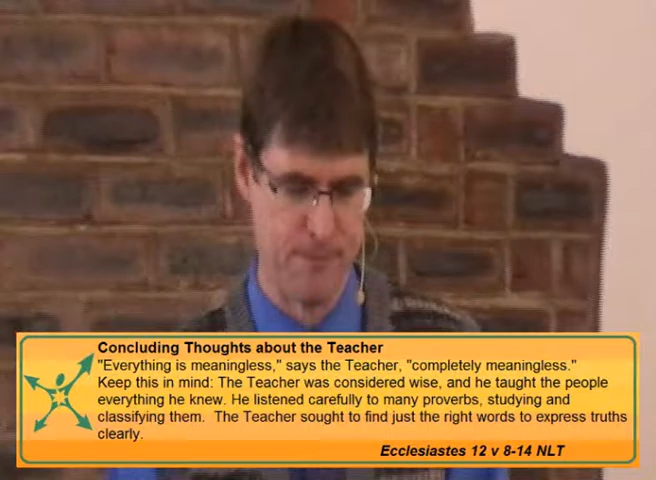 Concluding Thoughts about the Teacher
"Everything is meaningless," says the Teacher, "completely meaningless."
Keep this in mind: The Teacher was considered wise, and he taught the people
everything he knew. He listened carefully to many proverbs, studying and
classifying them.  The Teacher sought to find just the right words to express truths
clearly.
Ecclesiastes 12 v 8-14 NLT